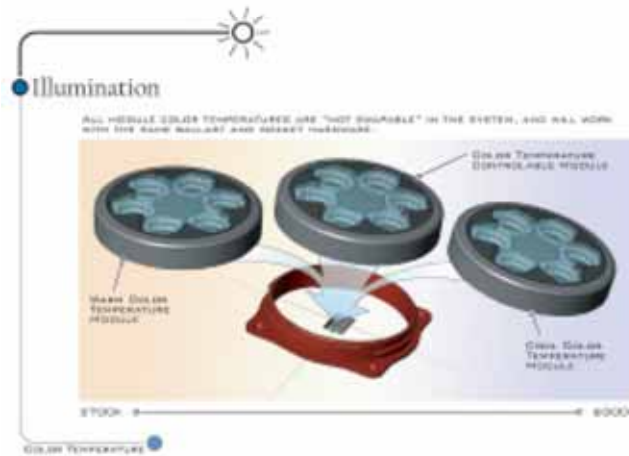 Illumination
ALL MODULE COLOR TEMPERATURES ARE "HOT SWAPABLE" IN THE SYSTEM, AND WILL WORK
WITH THE SAME BALLAST AND SOCKET HARDWARE.
COLOR TEMPERATURE
CONTROLABLE MODULE
WARM COLOR
TEMPERATURE
MODULE
COOL COLOR
TEMPERATURE
MODULE
2700K
6000
COLOR TEMPERATURE